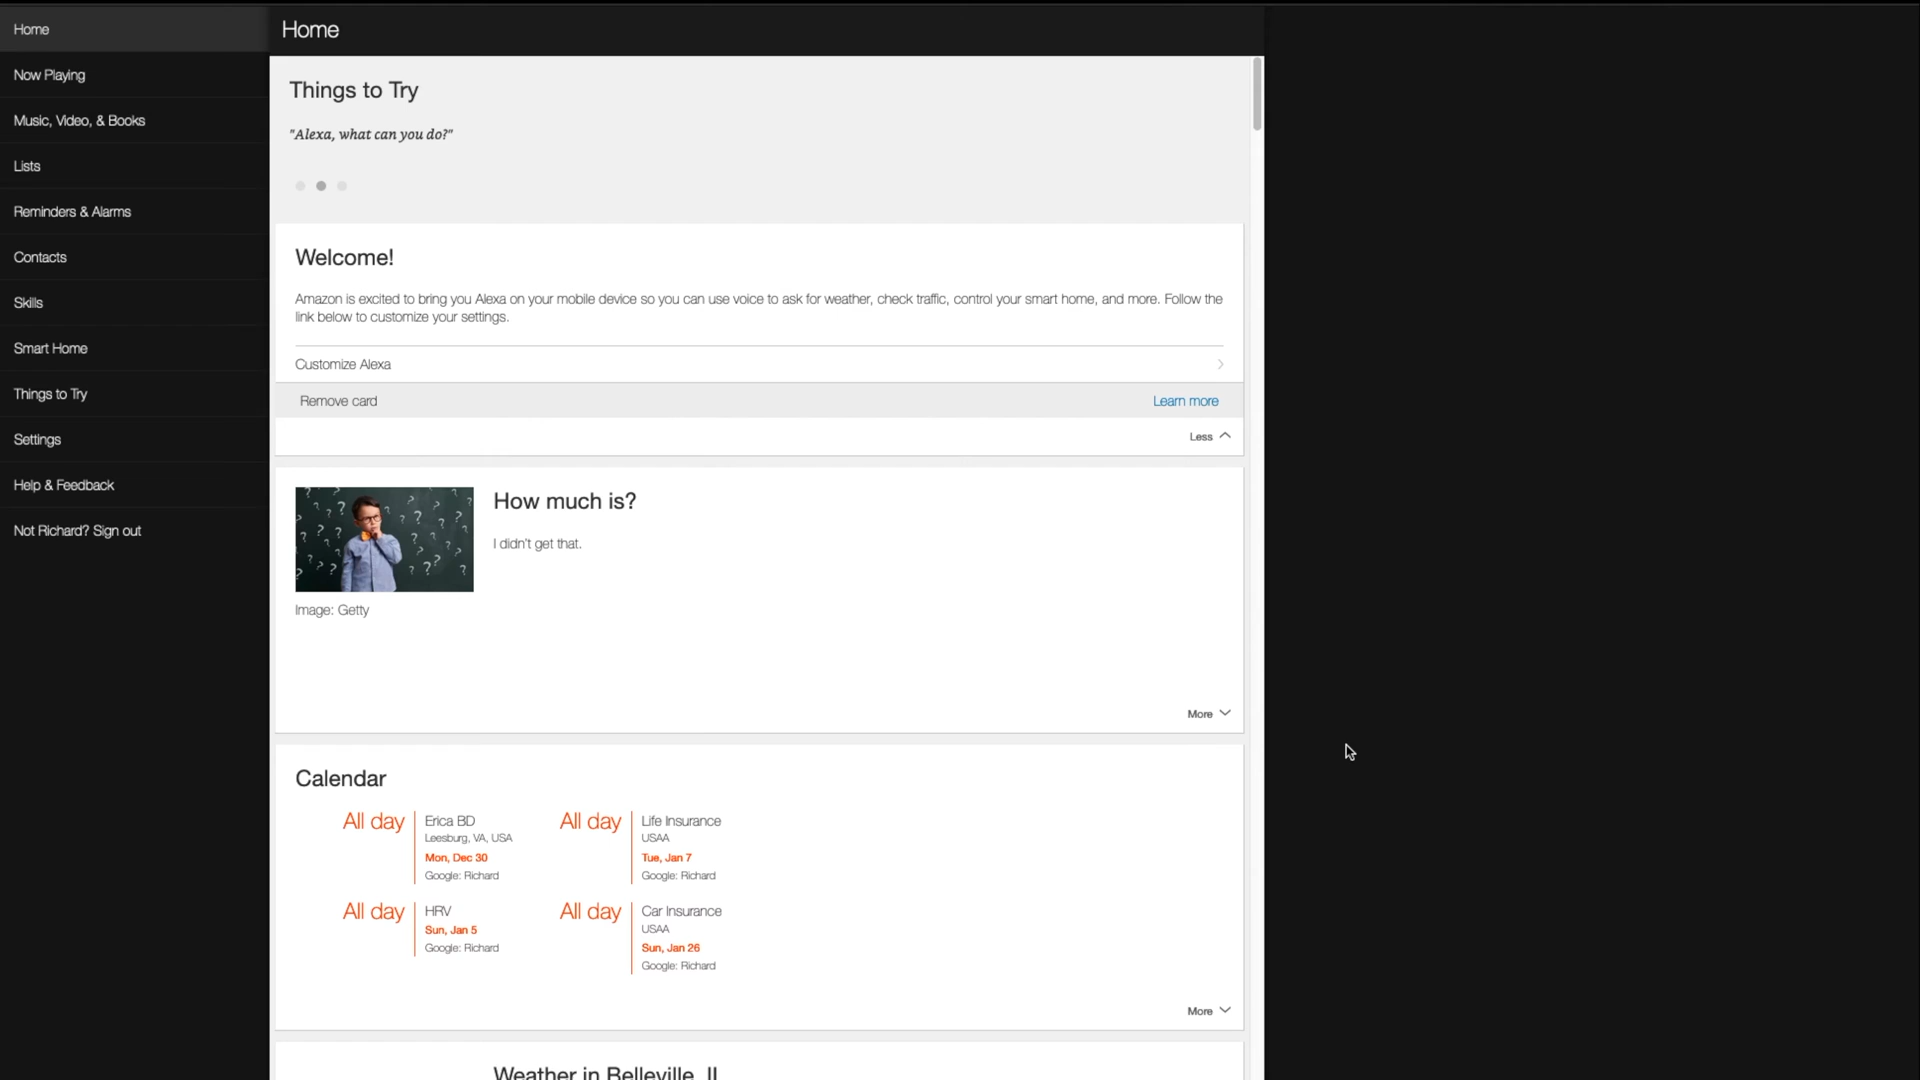 Home
Now Playing
Music, Video, & Books
Lists
Reminders & Alarms
Contacts
Skills
Smart Home
Things to Try
Settings
Help & Feedback
Not Richard? Sign out
Home
Things to Try
"Alexa, what can you do?"
Welcome!
Amazon is excited to bring you Alexa on your mobile device so you can use voice to ask for weather, check traffic, control your smart home, and more. Follow the
link below to customize your settings.
Customize Alexa
Remove card
Learn more
Less
How much is?
I didn't get that.
Image: Getty
More
Calendar
All day
Erica BD
Leesburg, VA, USA
Mon, Dec 30
Google: Richard
All day
Life Insurance
USAA
Tue, Jan 7
Google: Richard
All day
HRV
Sun, Jan 5
Google: Richard
All day
Car Insurance
USAA
Sun, Jan 26
Google: Richard
More
Weather in Belleville, IL